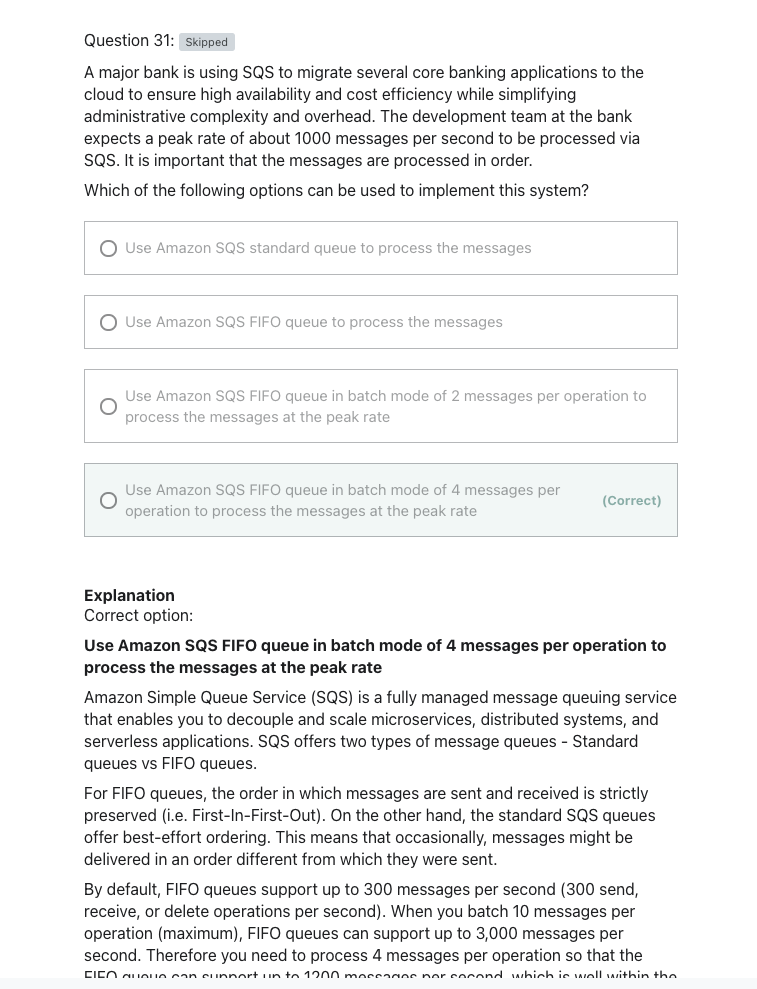 Question 31: Skipped
A major bank is using SQS to migrate several core banking applications to the
cloud to ensure high availability and cost efficiency while simplifying
administrative complexity and overhead. The development team at the bank
expects a peak rate of about 1000 messages per second to be processed via
SQS. It is important that the messages are processed in order.
Which of the following options can be used to implement this system?
Use Amazon SQS standard queue to process the messages
Use Amazon SQS FIFO queue to process the messages
Use Amazon SQS FIFO queue in batch mode of 2 messages per operation to
process the messages at the peak rate
Use Amazon SQS FIFO queue in batch mode of 4 messages per
operation to process the messages at the peak rate
(Correct)
Explanation
Correct option:
Use Amazon SQS FIFO queue in batch mode of 4 messages per operation to
process the messages at the peak rate
Amazon Simple Queue Service (SQS) is a fully managed message queuing service
that enables you to decouple and scale microservices, distributed systems, and
serverless applications. SQS offers two types of message queues - Standard
queues vs FIFO queues.
For FIFO queues, the order in which messages are sent and received is strictly
preserved (i.e. First-In-First-Out). On the other hand, the standard SQS queues
offer best-effort ordering. This means that occasionally, messages might be
delivered in an order different from which they were sent.
By default, FIFO queues support up to 300 messages per second (300 send,
receive, or delete operations per second). When you batch 10 messages per
operation (maximum), FIFO queues can support up to 3,000 messages per
second. Therefore you need to process 4 messages per operation so that the
FIFO queue can support up to 1200 messages per second, which is well within the